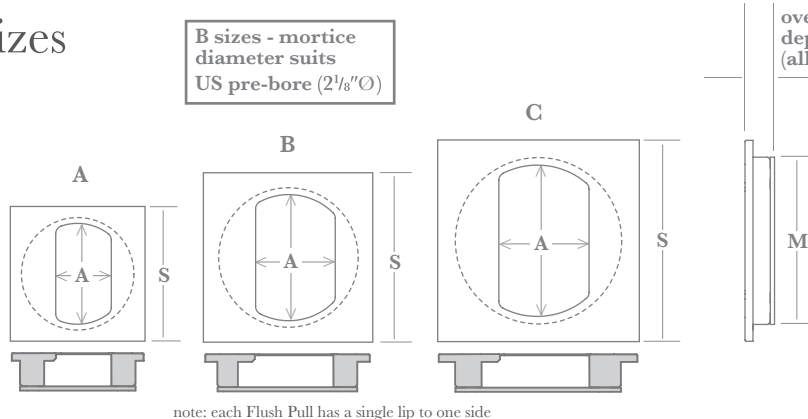 izes
B sizes - mortice
diameter suits
US pre-bore (2⅛″Ø)
A
B
C
A
S
A
S
A
S
M
(all
note: each Flush Pull has a single lip to one side